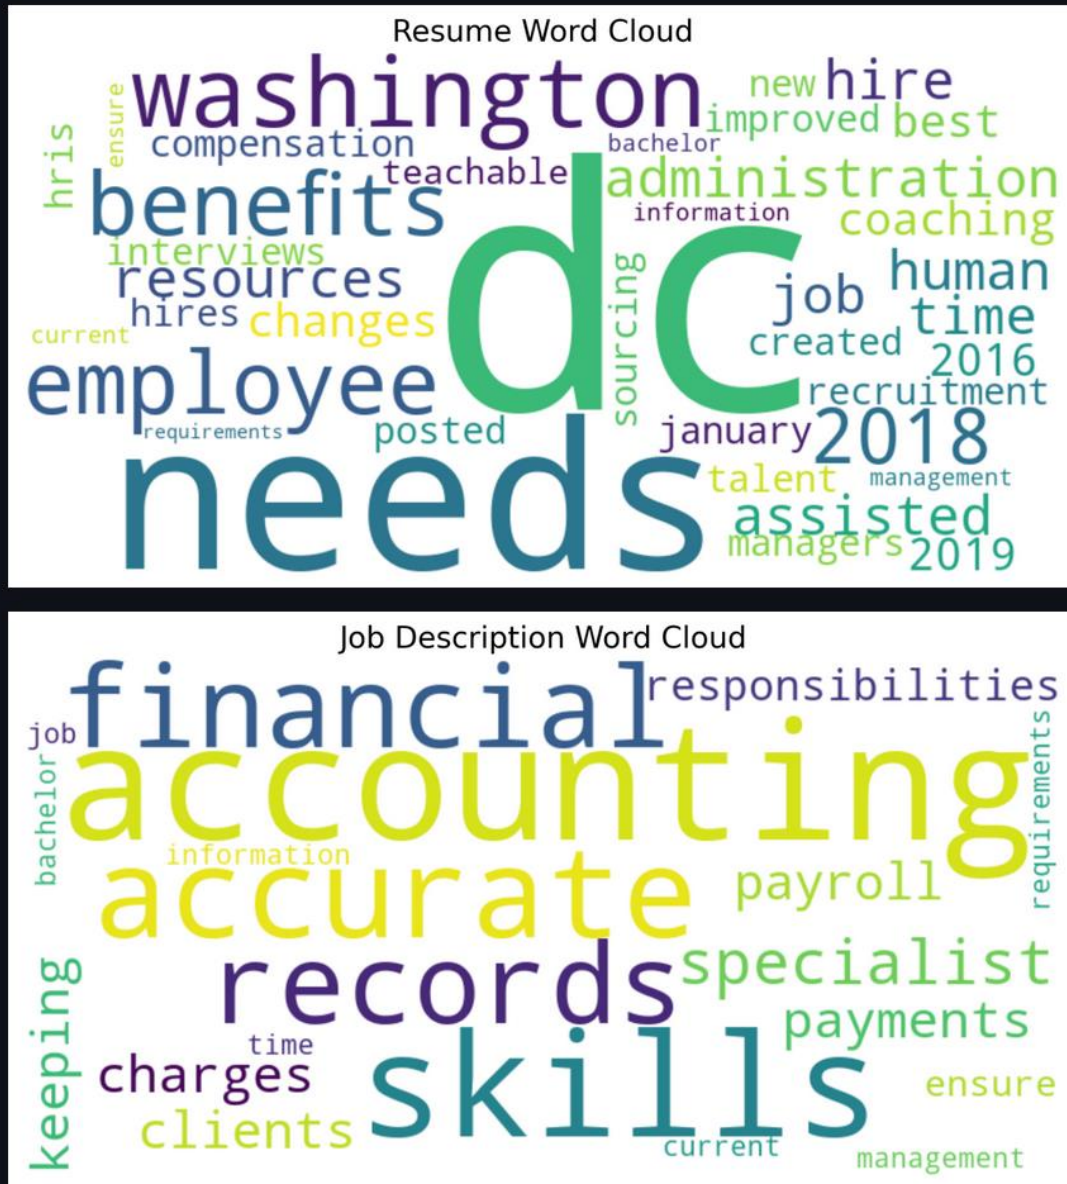 Resume Word Cloud
washington
new
hire
ensure
improved
best
hris
compensation
bachelor
teachable
administration
benefits
information
coaching
interviews
dc
human
resources
sourcing
job
hires
changes
time
current
created
2016
employee
recruitment
requirements
posted
january
2018
needs
talent
management
assisted
managers
2019
Job Description Word Cloud
financial
responsibilities
job
accounting
requirements
bachelor
information
accurate
payroll
records
specialist
keeping
payments
time
charges
skills
ensure
clients
current
management